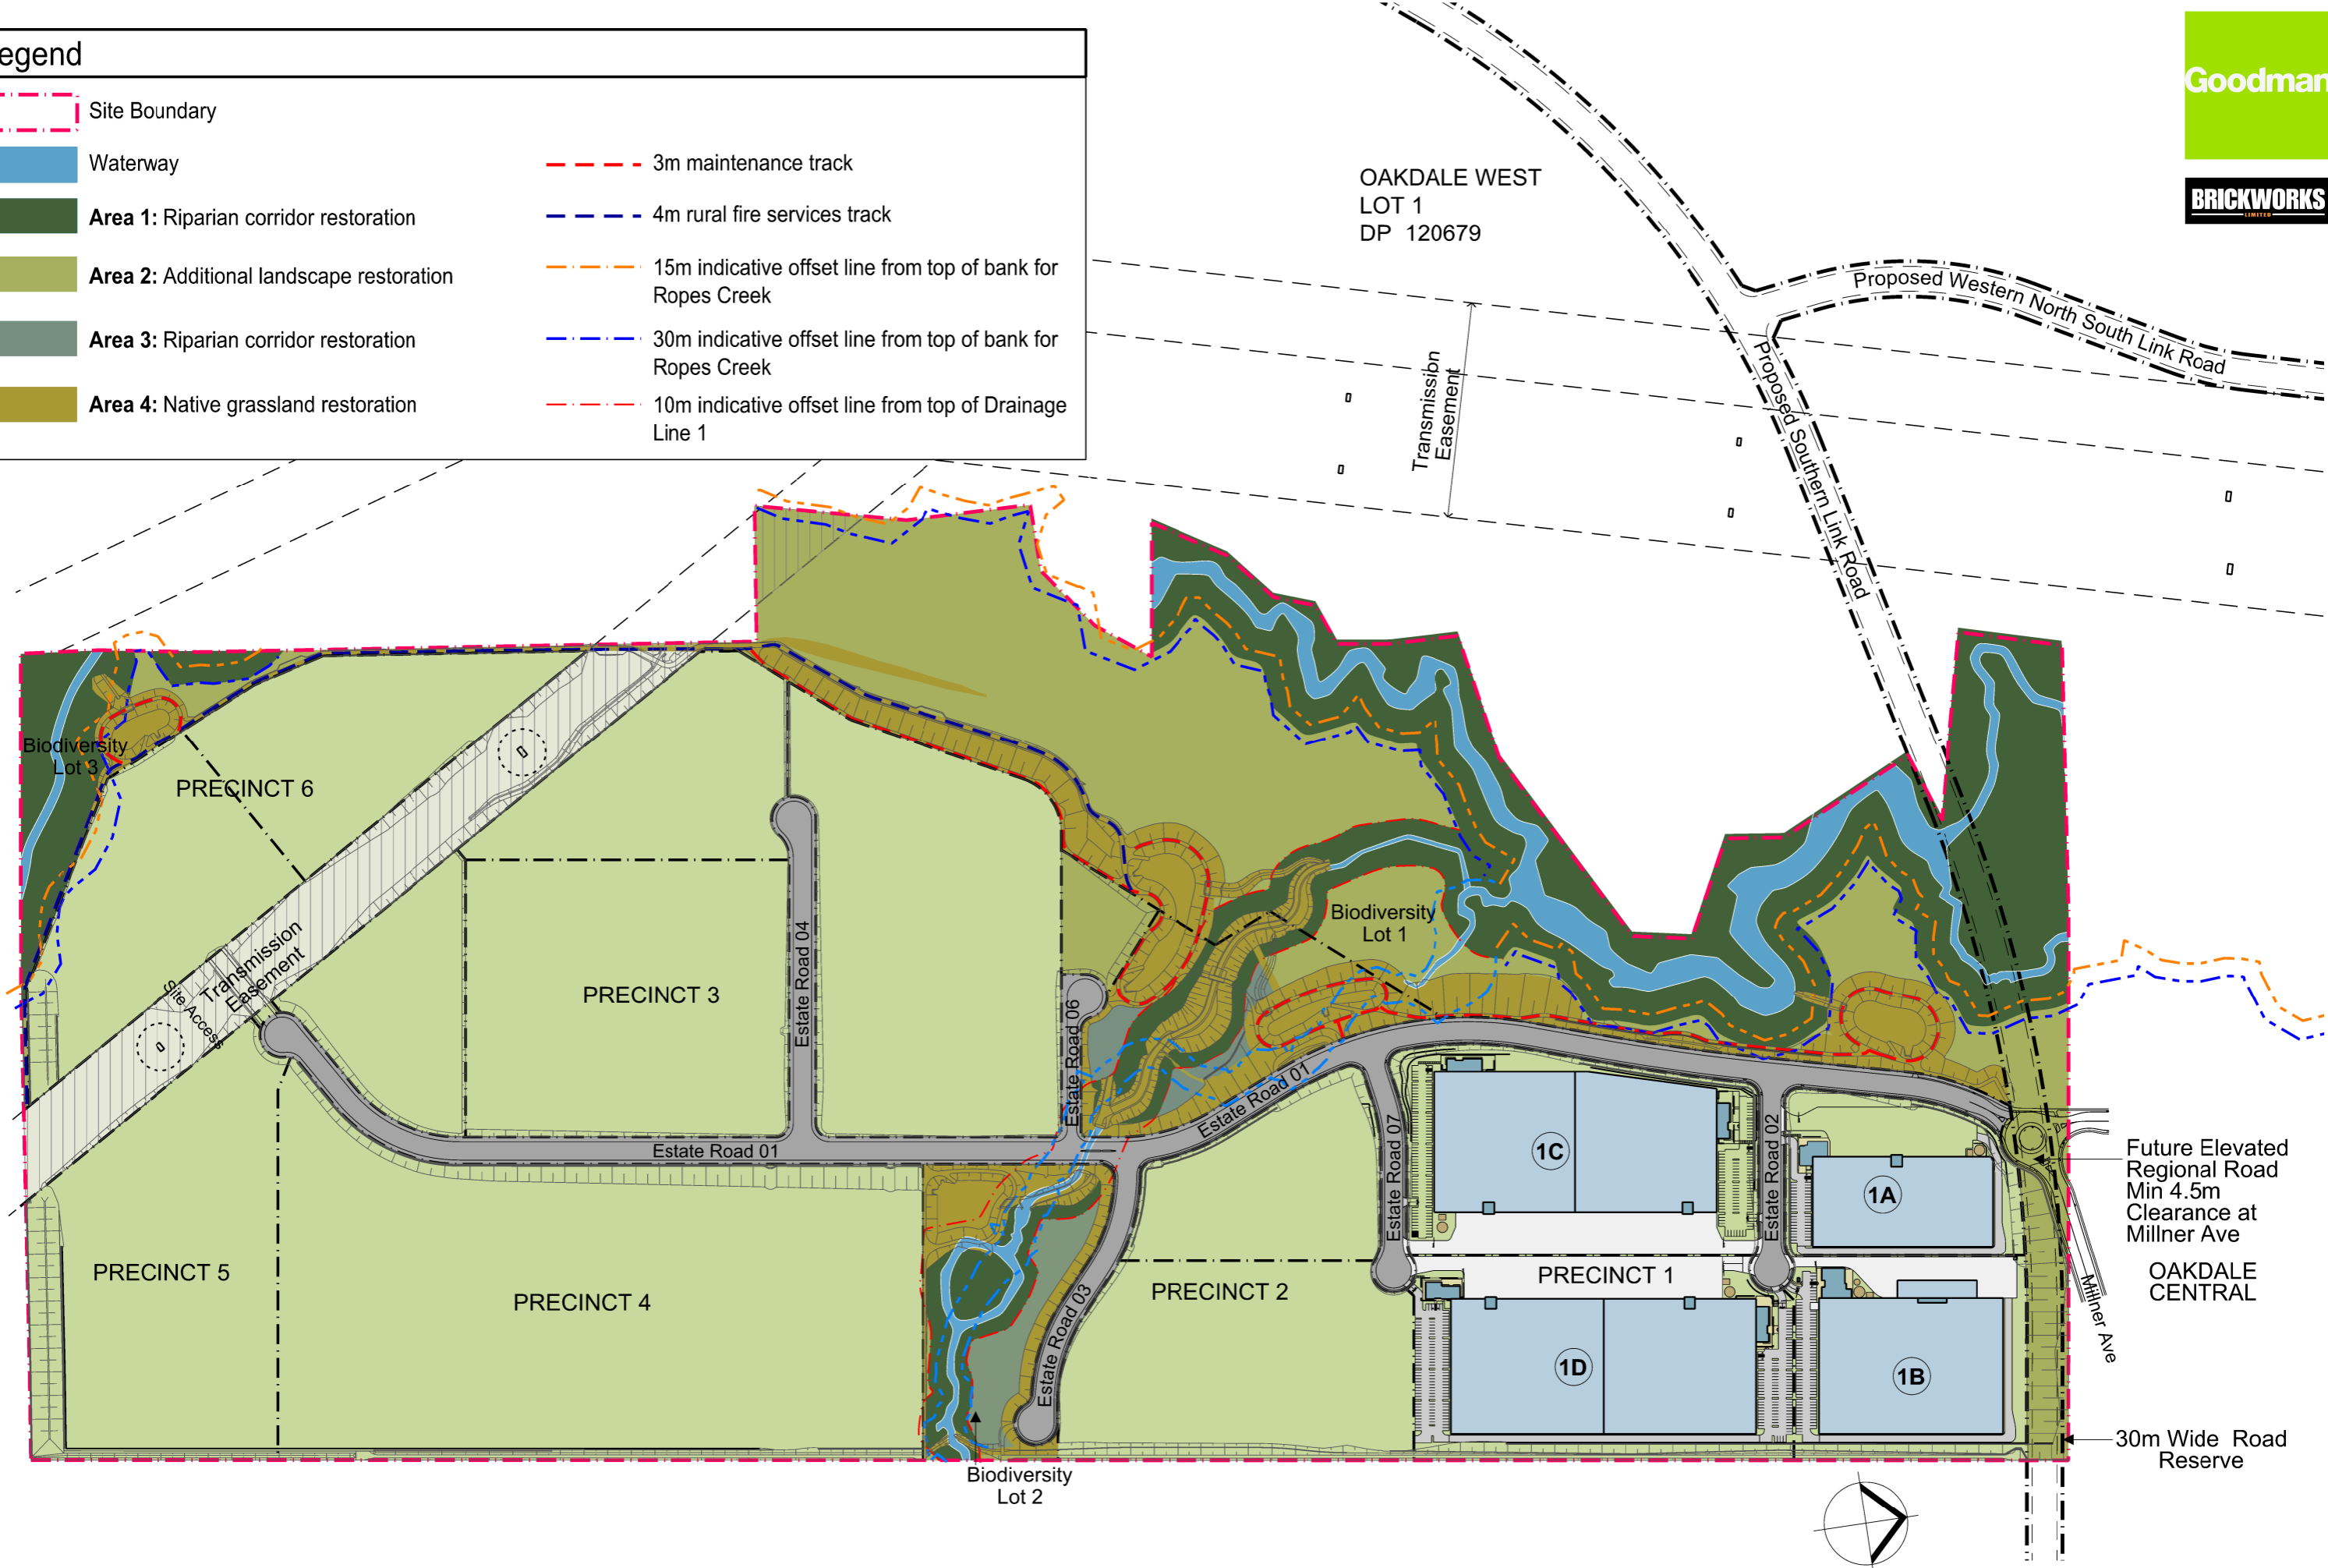 egend
Site Boundary
Waterway
Area 1: Riparian corridor restoration
Area 2: Additional landscape restoration
Area 3: Riparian corridor restoration
Area 4: Native grassland restoration
3m maintenance track
4m rural fire services track
15m indicative offset line from top of bank for
Ropes Creek
30m indicative offset line from top of bank for
Ropes Creek
10m indicative offset line from top of Drainage
Line 1
Goodman
BRICKWORKS
LIMITED
OAKDALE WEST
LOT 1
DP 120679
Proposed Western North South Link Road
Transmission
Easement
Proposed Southern Link Road
Biodiversity
Lot 3
PRECINCT 6
Transmission
Easement
Site Access
PRECINCT 3
Estate Road 04
Estate Road 06
Biodiversity
Lot 1
Estate Road 01
Estate Road 01
Estate Road 07
Estate Road 02
1C
1A
Future Elevated
Regional Road
Min 4.5m
Clearance at
Millner Ave
OAKDALE
CENTRAL
Millner Ave
PRECINCT 5
PRECINCT 4
Estate Road 03
PRECINCT 2
PRECINCT 1
1D
1B
30m Wide Road
Reserve
Biodiversity
Lot 2